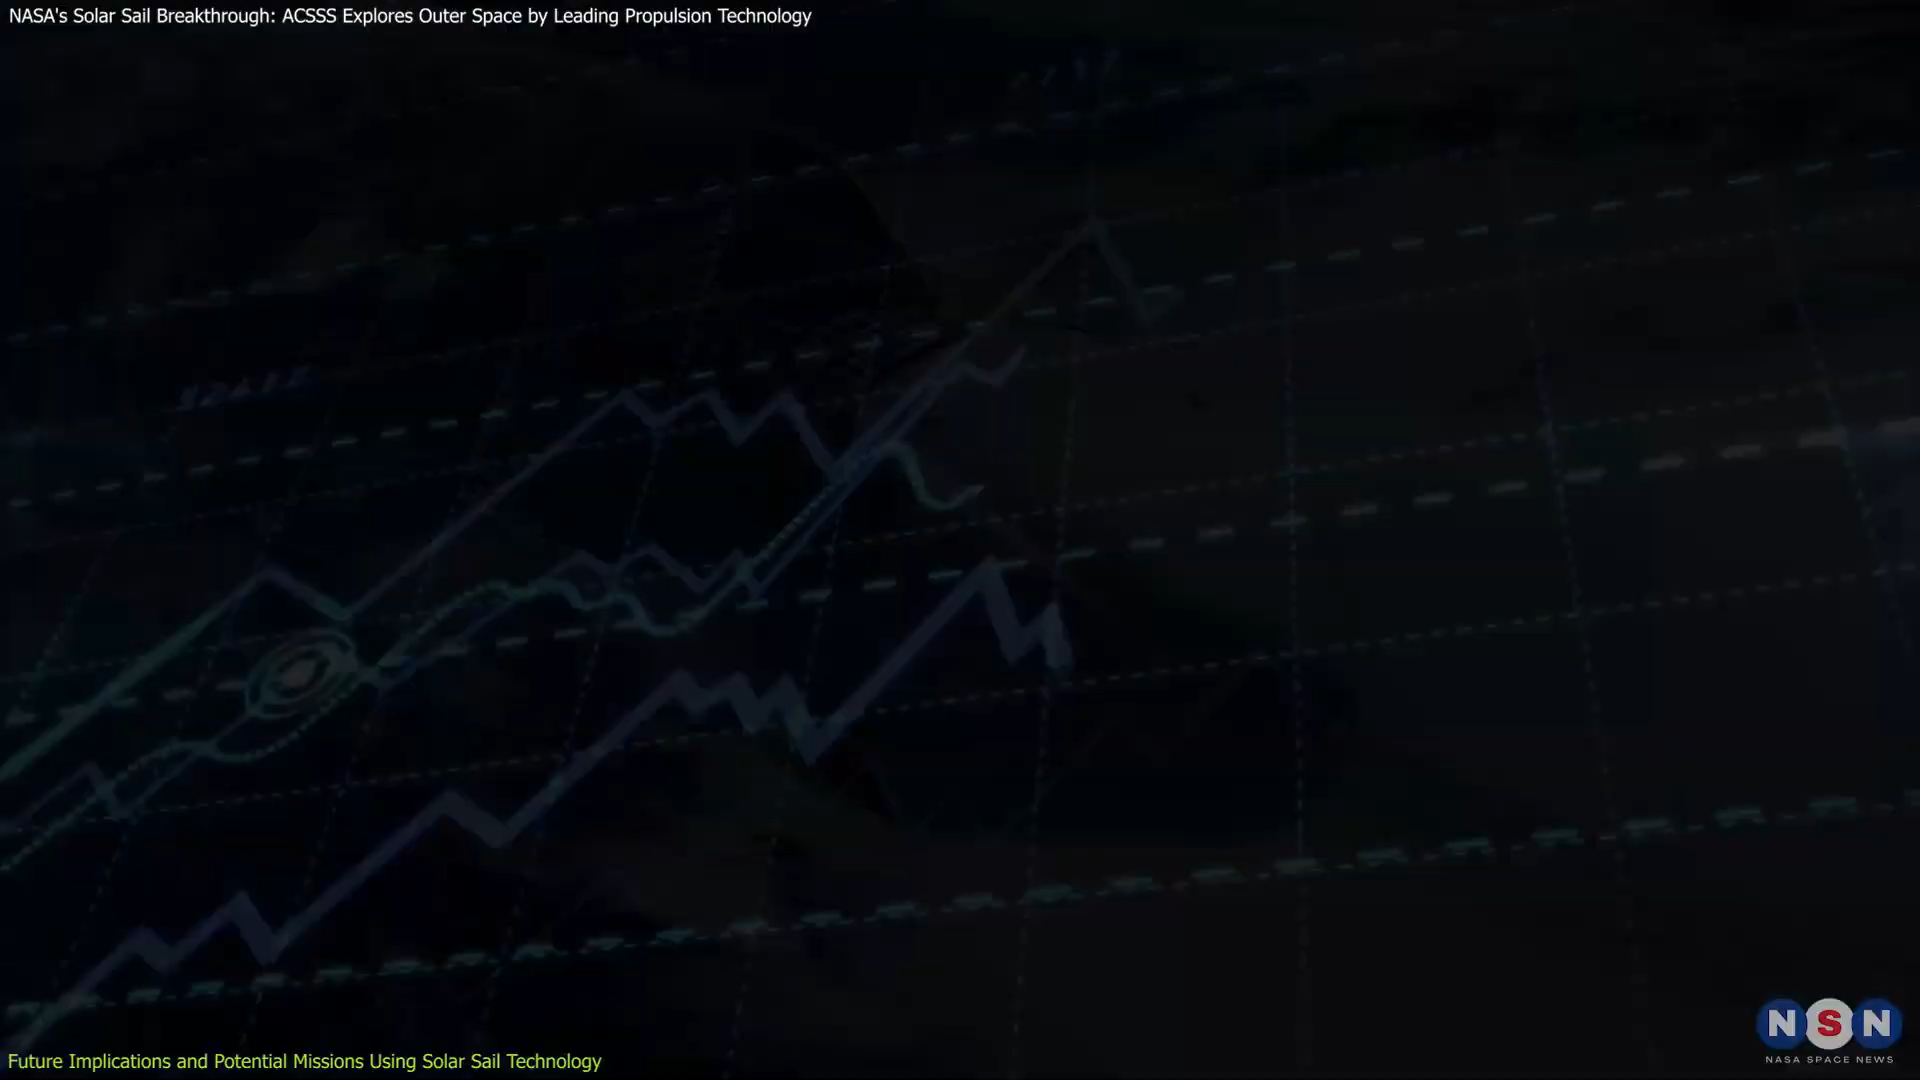 NASA's Solar Sail Breakthrough: ACSSS Explores Outer Space by Leading Propulsion Technology
Future Implications and Potential Missions Using Solar Sail Technology
NSN
NASA SPACE NEWS